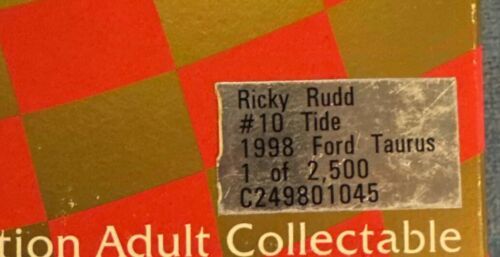 Ricky Rudd
#10 Tide
1998 Ford Taurus
1 of 2,500
C249801045
tion Adult Collectable